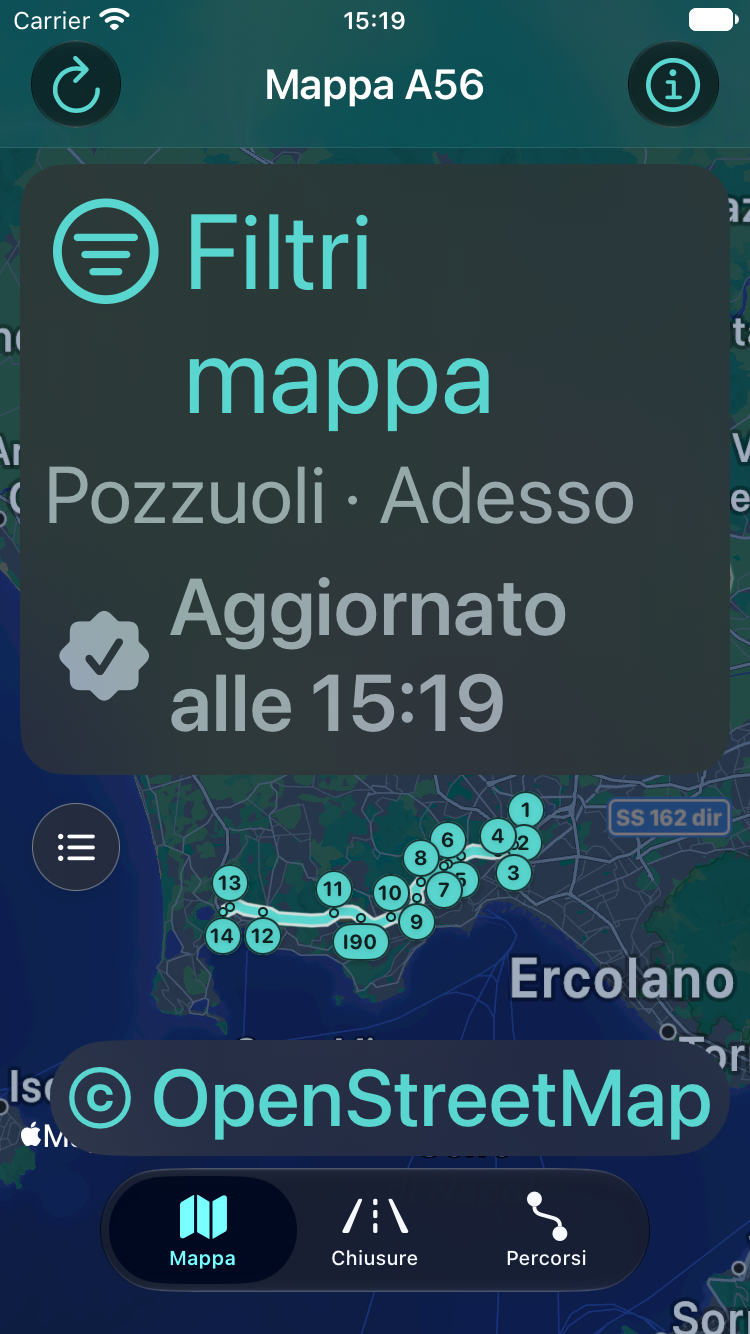 Carrier
15:19
Mappa A56
Filtri
mappa
Pozzuoli · Adesso
Aggiornato
alle 15:19
SS 162 dir
1
2
3
4
5
6
7
8
9
10
11
12
13
14
I90
Ercolano
© OpenStreetMap
Mappa
Chiusure
Percorsi